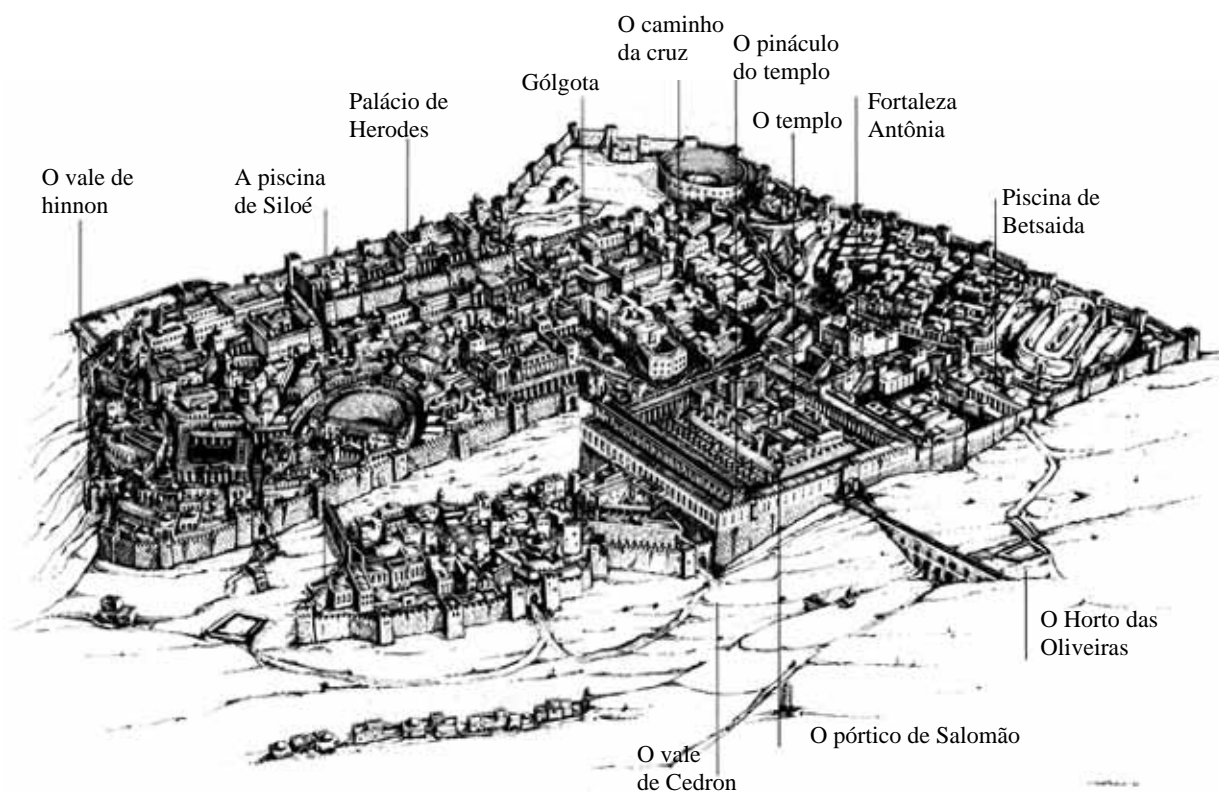 O caminho
da cruz
O pináculo
do templo
Gólgota
Palácio de
Herodes
O templo
Fortaleza
Antônia
O vale de
hinnon
A piscina
de Siloé
Piscina de
Betsaida
O Horto das
Oliveiras
O pórtico de Salomão
O vale
de Cedron